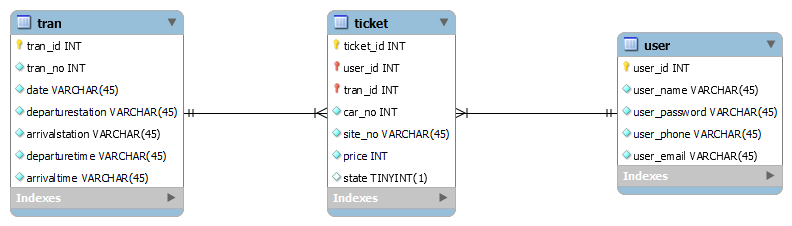 tran
tran_id INT
tran_no INT
date VARCHAR(45)
departurestation VARCHAR(45)
arrivalstation VARCHAR(45)
departuretime VARCHAR(45)
arrivaltime VARCHAR(45)
Indexes
ticket
ticket_id INT
user_id INT
tran_id INT
car_no INT
site_no VARCHAR(45)
price INT
state TINYINT(1)
Indexes
user
user_id INT
user_name VARCHAR(45)
user_password VARCHAR(45)
user_phone VARCHAR(45)
user_email VARCHAR(45)
Indexes